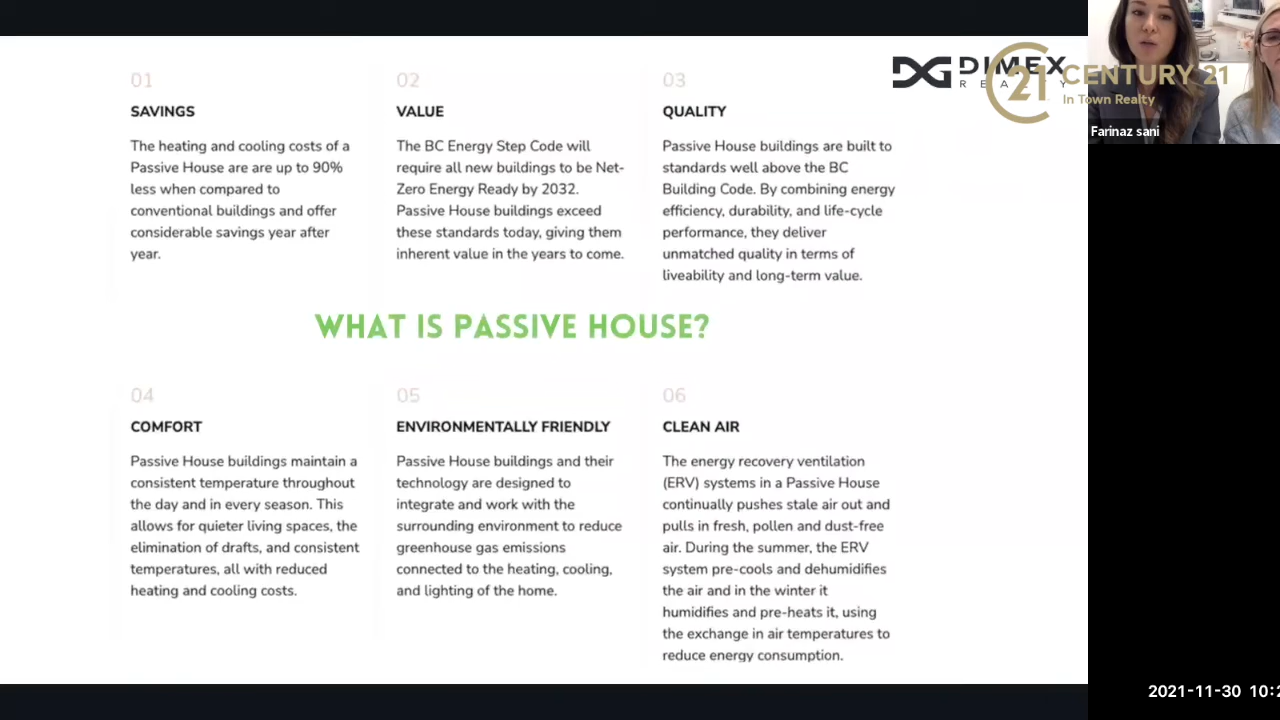 01
SAVINGS
The heating and cooling costs of a
Passive House are are up to 90%
less when compared to
conventional buildings and offer
considerable savings year after
year.
02
VALUE
The BC Energy Step Code will
require all new buildings to be Net-
Zero Energy Ready by 2032.
Passive House buildings exceed
these standards today, giving them
inherent value in the years to come.
03
QUALITY
Passive House buildings are built to
standards well above the BC
Building Code. By combining energy
efficiency, durability, and life-cycle
performance, they deliver
unmatched quality in terms of
liveability and long-term value.
DG DIMEX
REALTY
21 CENTURY 21
In Town Realty
Farinaz sani
WHAT IS PASSIVE HOUSE?
04
COMFORT
Passive House buildings maintain a
consistent temperature throughout
the day and in every season. This
allows for quieter living spaces, the
elimination of drafts, and consistent
temperatures, all with reduced
heating and cooling costs.
05
ENVIRONMENTALLY FRIENDLY
Passive House buildings and their
technology are designed to
integrate and work with the
surrounding environment to reduce
greenhouse gas emissions
connected to the heating, cooling,
and lighting of the home.
06
CLEAN AIR
The energy recovery ventilation
(ERV) systems in a Passive House
continually pushes stale air out and
pulls in fresh, pollen and dust-free
air. During the summer, the ERV
system pre-cools and dehumidifies
the air and in the winter it
humidifies and pre-heats it, using
the exchange in air temperatures to
reduce energy consumption.
2021-11-30 10:2